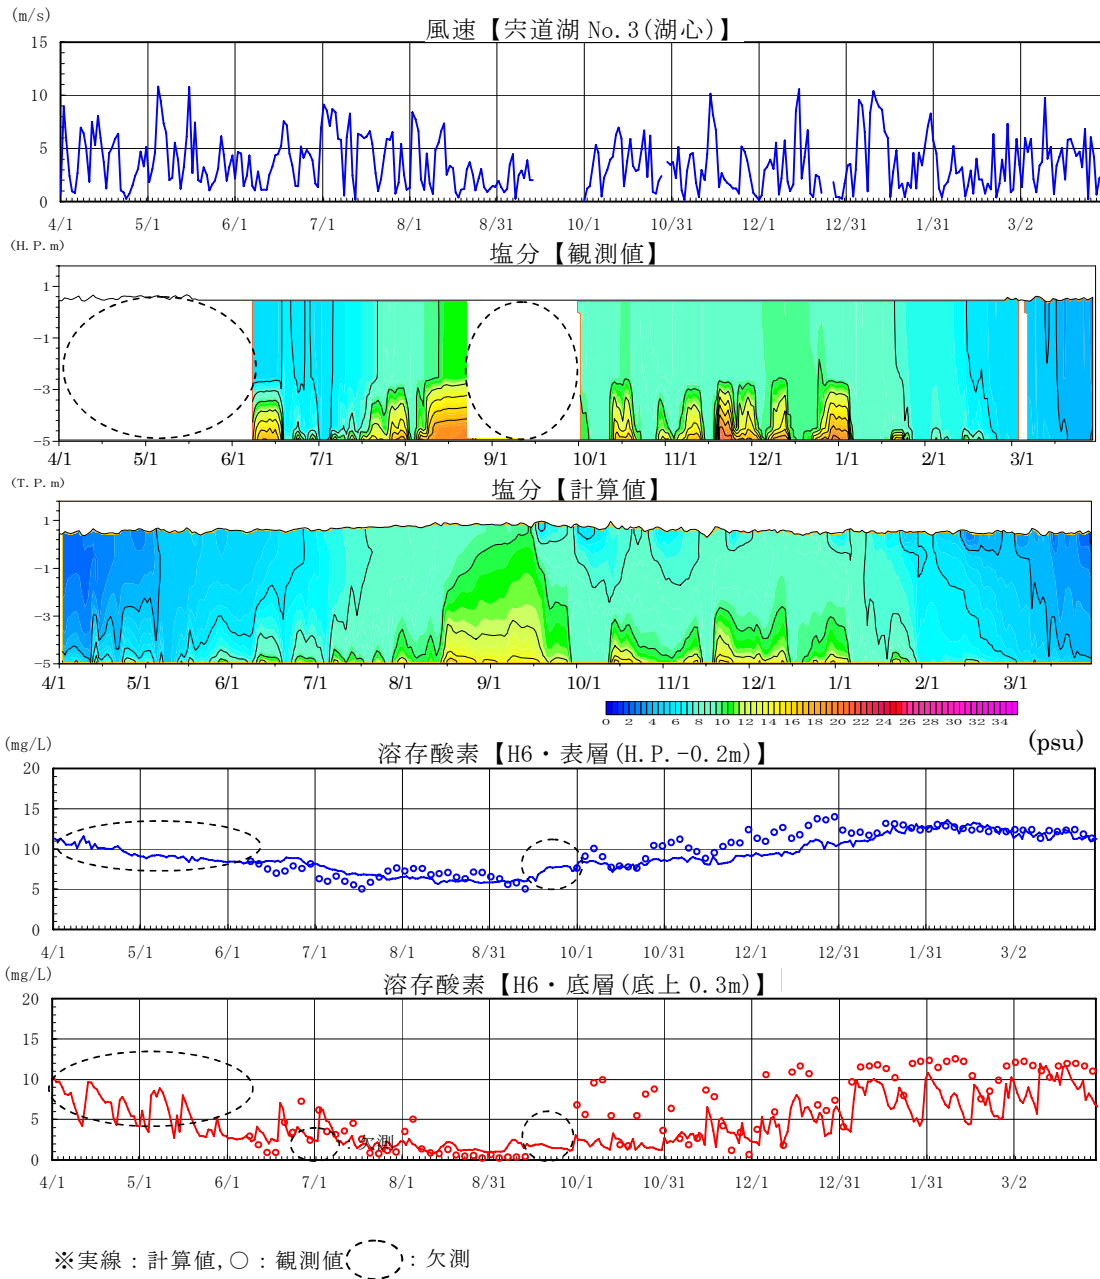 (m/s)
風速【宍道湖 No.3(湖心)】
15
10
5
0
4/1 5/1 6/1 7/1 8/1 8/31 10/1 10/31 12/1 12/31 1/31 3/2
(H.P.m)
塩分【観測値】
1
-1
-3
-5
4/1 5/1 6/1 7/1 8/1 9/1 10/1 11/1 12/1 1/1 2/1 3/1
(T.P.m)
塩分【計算値】
1
-1
-3
-5
4/1 5/1 6/1 7/1 8/1 9/1 10/1 11/1 12/1 1/1 2/1 3/1
0 2 4 6 8 10 12 14 16 18 20 22 24 26 28 30 32 34
(psu)
(mg/L)
溶存酸素【H6・表層(H.P.-0.2m)】
20
15
10
5
0
4/1 5/1 6/1 7/1 8/1 8/31 10/1 10/31 12/1 12/31 1/31 3/2
(mg/L)
溶存酸素【H6・底層(底上 0.3m)】
20
15
10
5
0
:欠測
4/1 5/1 6/1 7/1 8/1 8/31 10/1 10/31 12/1 12/31 1/31 3/2
※実線:計算値,○:観測値 :欠測